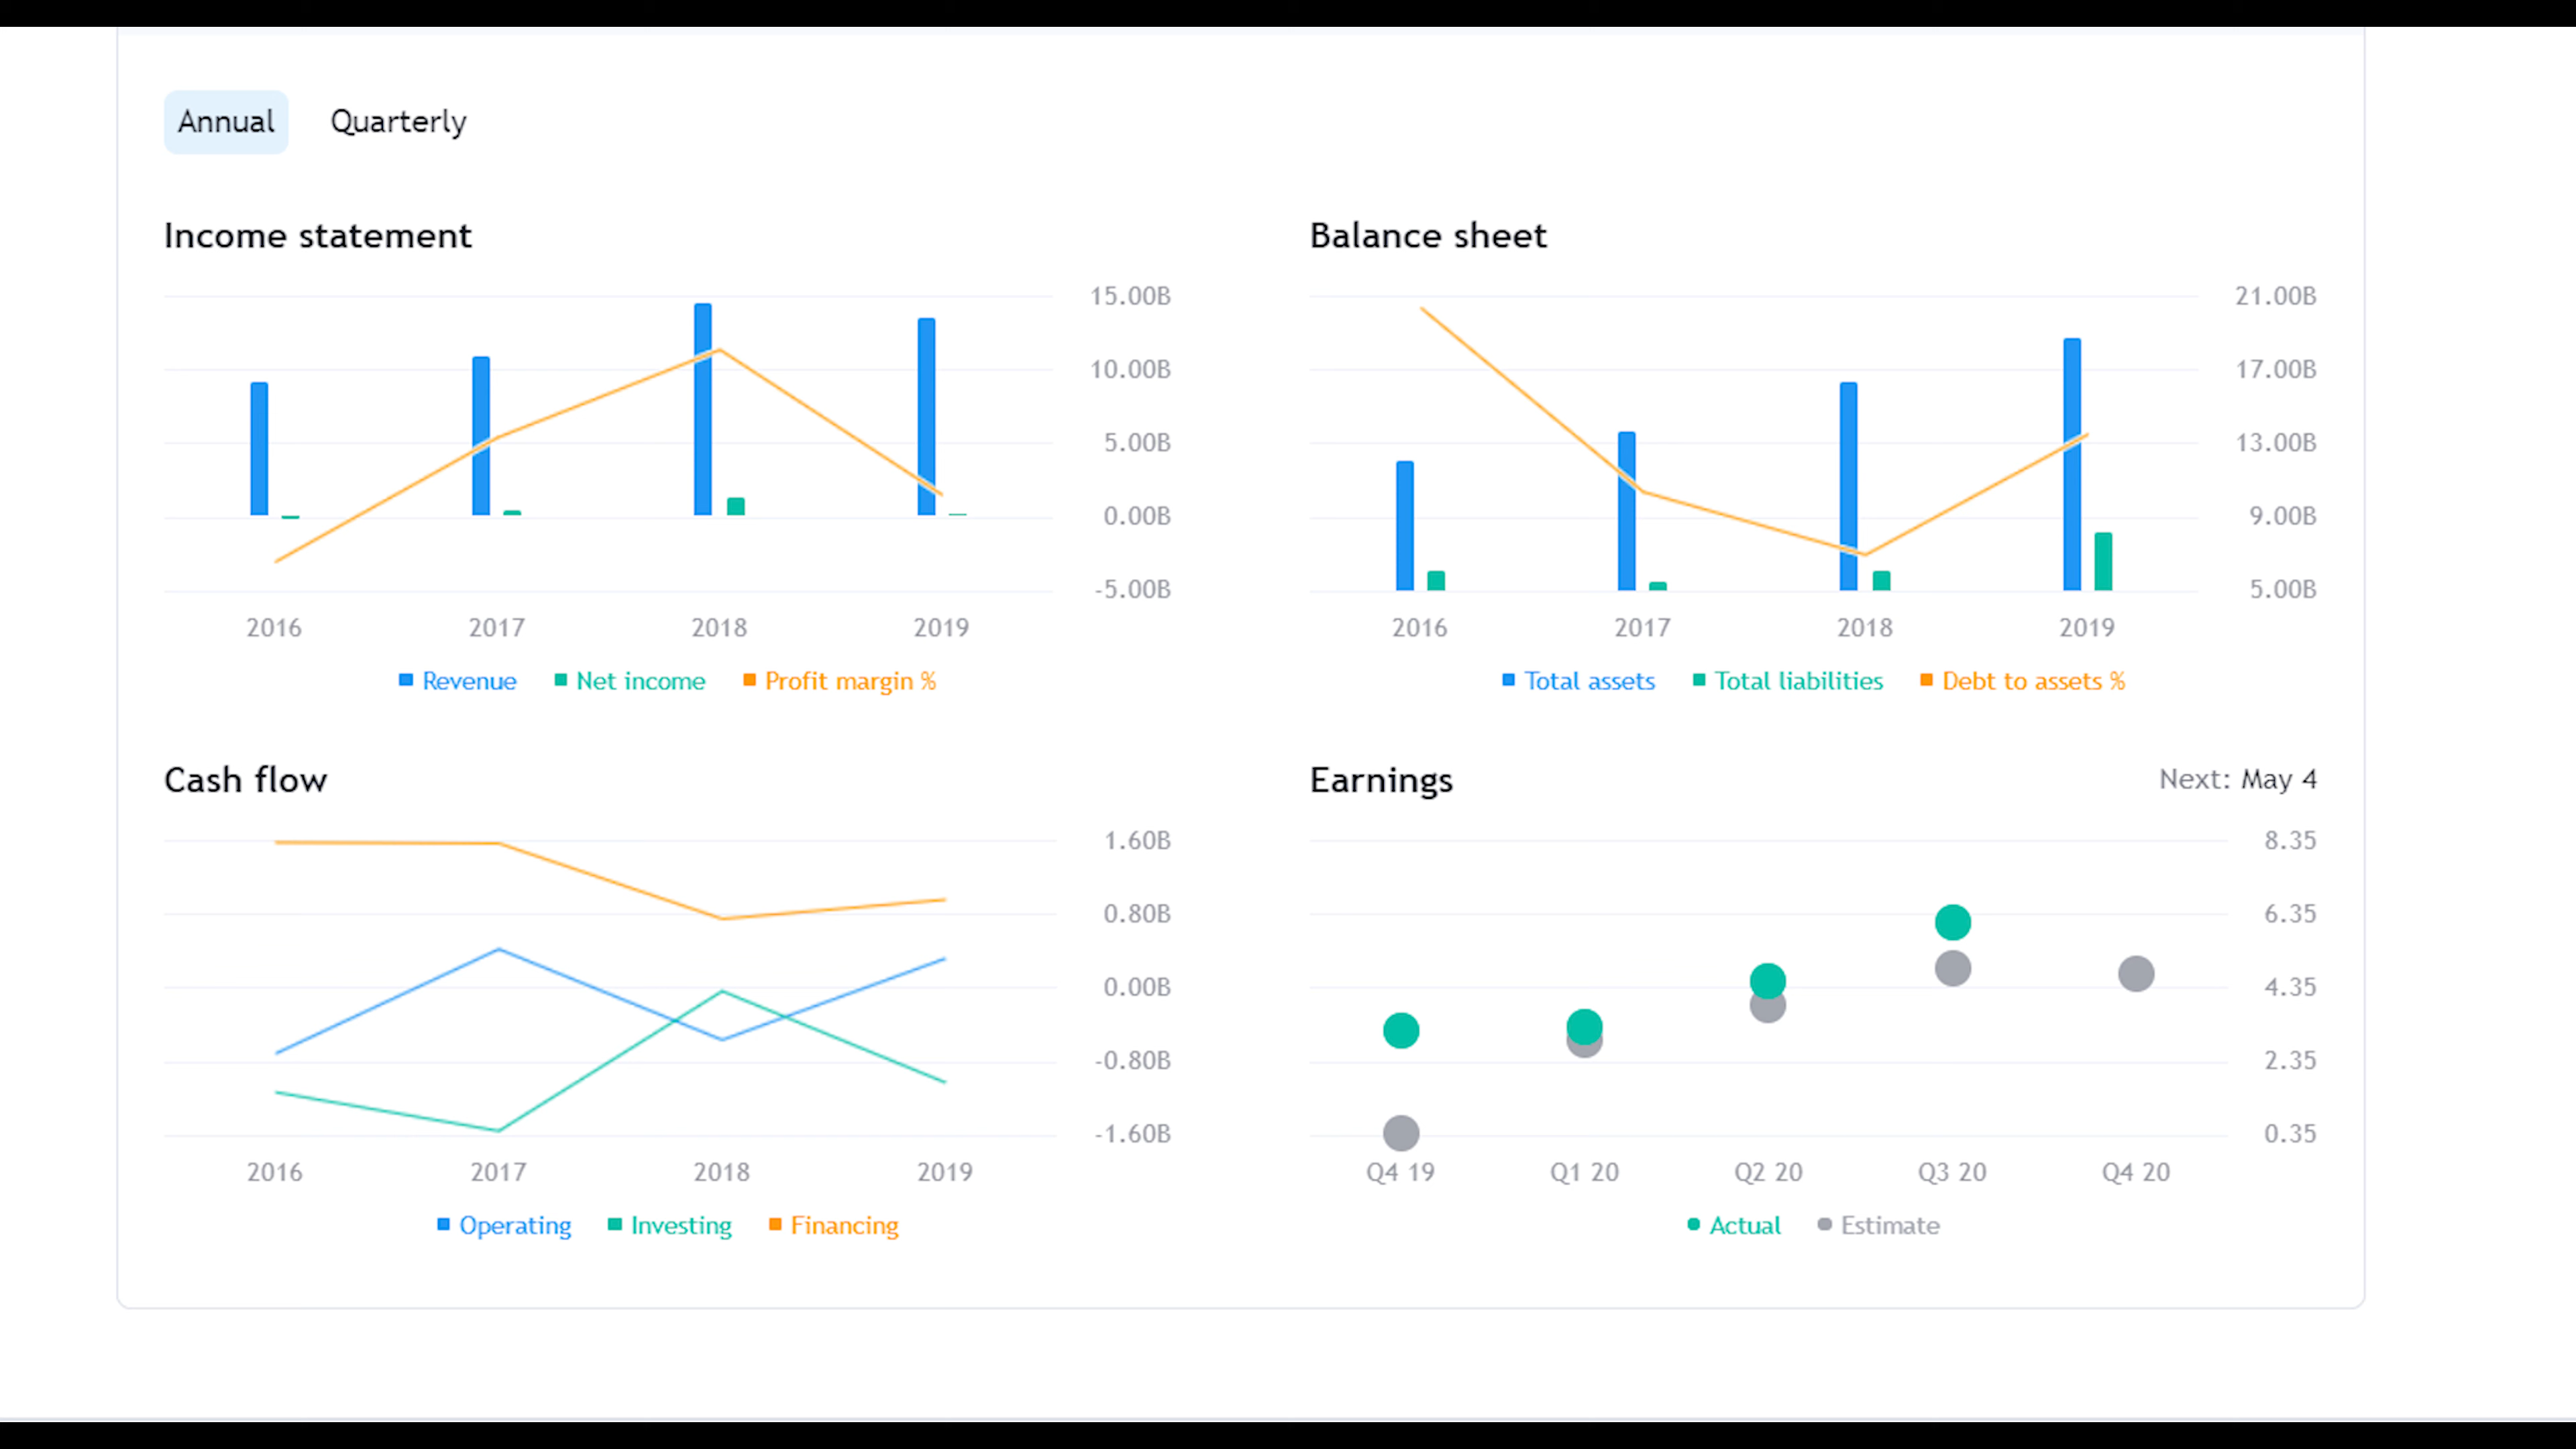 Annual Quarterly
Income statement
15.00B
10.00B
5.00B
0.00B
-5.00B
2016 2017 2018 2019
Revenue Net income Profit margin %
Balance sheet
21.00B
17.00B
13.00B
9.00B
5.00B
2016 2017 2018 2019
Total assets Total liabilities Debt to assets %
Cash flow
1.60B
0.80B
0.00B
-0.80B
-1.60B
2016 2017 2018 2019
Operating Investing Financing
Earnings Next: May 4
8.35
6.35
4.35
2.35
0.35
Q4 19 Q1 20 Q2 20 Q3 20 Q4 20
Actual Estimate